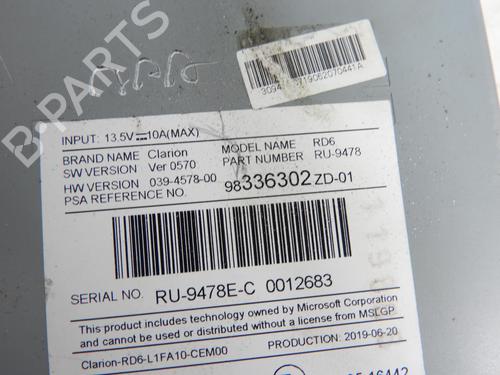 B-PARTS
INPUT: 13.5V⎓10A(MAX)
BRAND NAME Clarion MODEL NAME RD6
SW VERSION Ver 0570 PART NUMBER RU-9478
HW VERSION 039-4578-00
PSA REFERENCE NO. 98336302ZD-01
SERIAL NO. RU-9478E-C 0012683
This product includes technology owned by Microsoft Corporation
and cannot be used or distributed without a license from MSLGP.
Clarion-RD6-L1FA10-CEM00 PRODUCTION: 2019-06-20